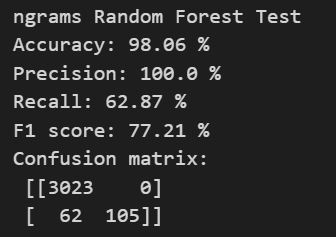 ngrams Random Forest Test
Accuracy: 98.06 %
Precision: 100.0 %
Recall: 62.87 %
F1 score: 77.21 %
Confusion matrix:
[[3023    0]
[  62  105]]